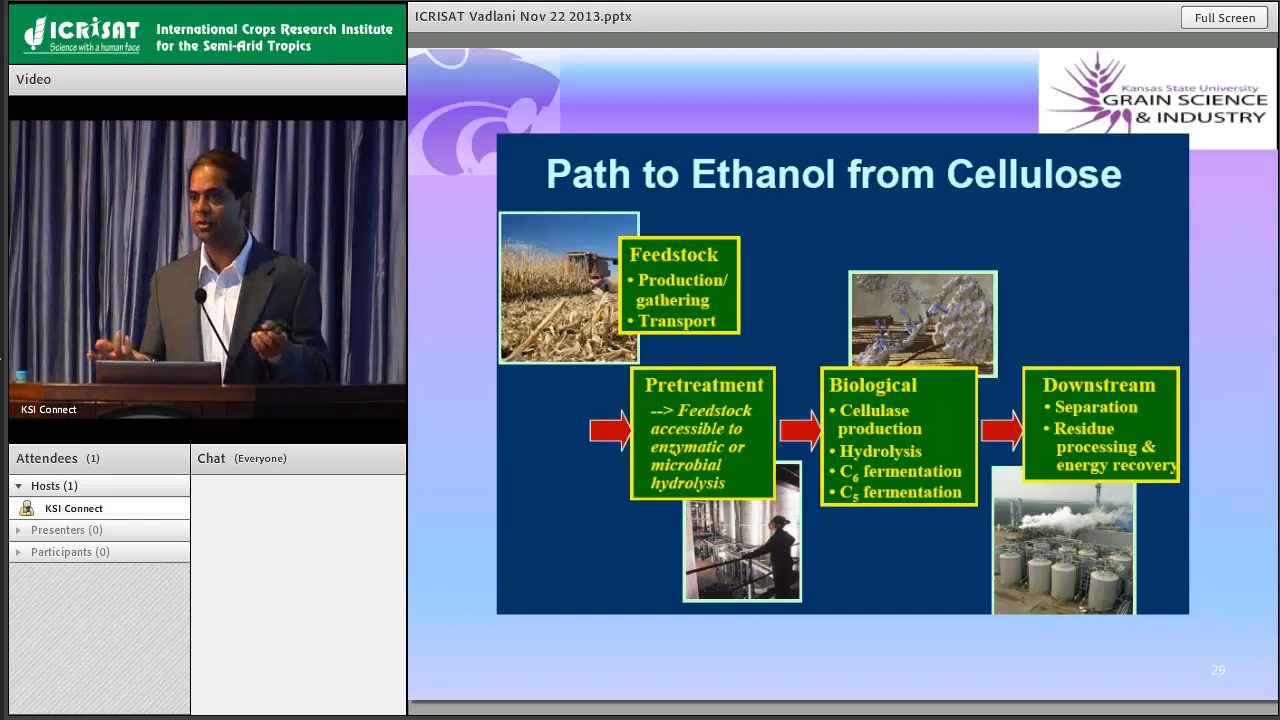 ICRISAT
Science with a human face
International Crops Research Institute
for the Semi-Arid Tropics
Video
KSI Connect
Attendees (1)
Hosts (1)
KSI Connect
Presenters (0)
Participants (0)
Chat (Everyone)
ICRISAT Vadlani Nov 22 2013.pptx
Full Screen
Kansas State University
GRAIN SCIENCE
& INDUSTRY
Path to Ethanol from Cellulose
Feedstock
• Production/
gathering
• Transport
Pretreatment
--> Feedstock
accessible to
enzymatic or
microbial
hydrolysis
Biological
• Cellulase
production
• Hydrolysis
• C6 fermentation
• C5 fermentation
Downstream
• Separation
• Residue
processing &
energy recovery
29